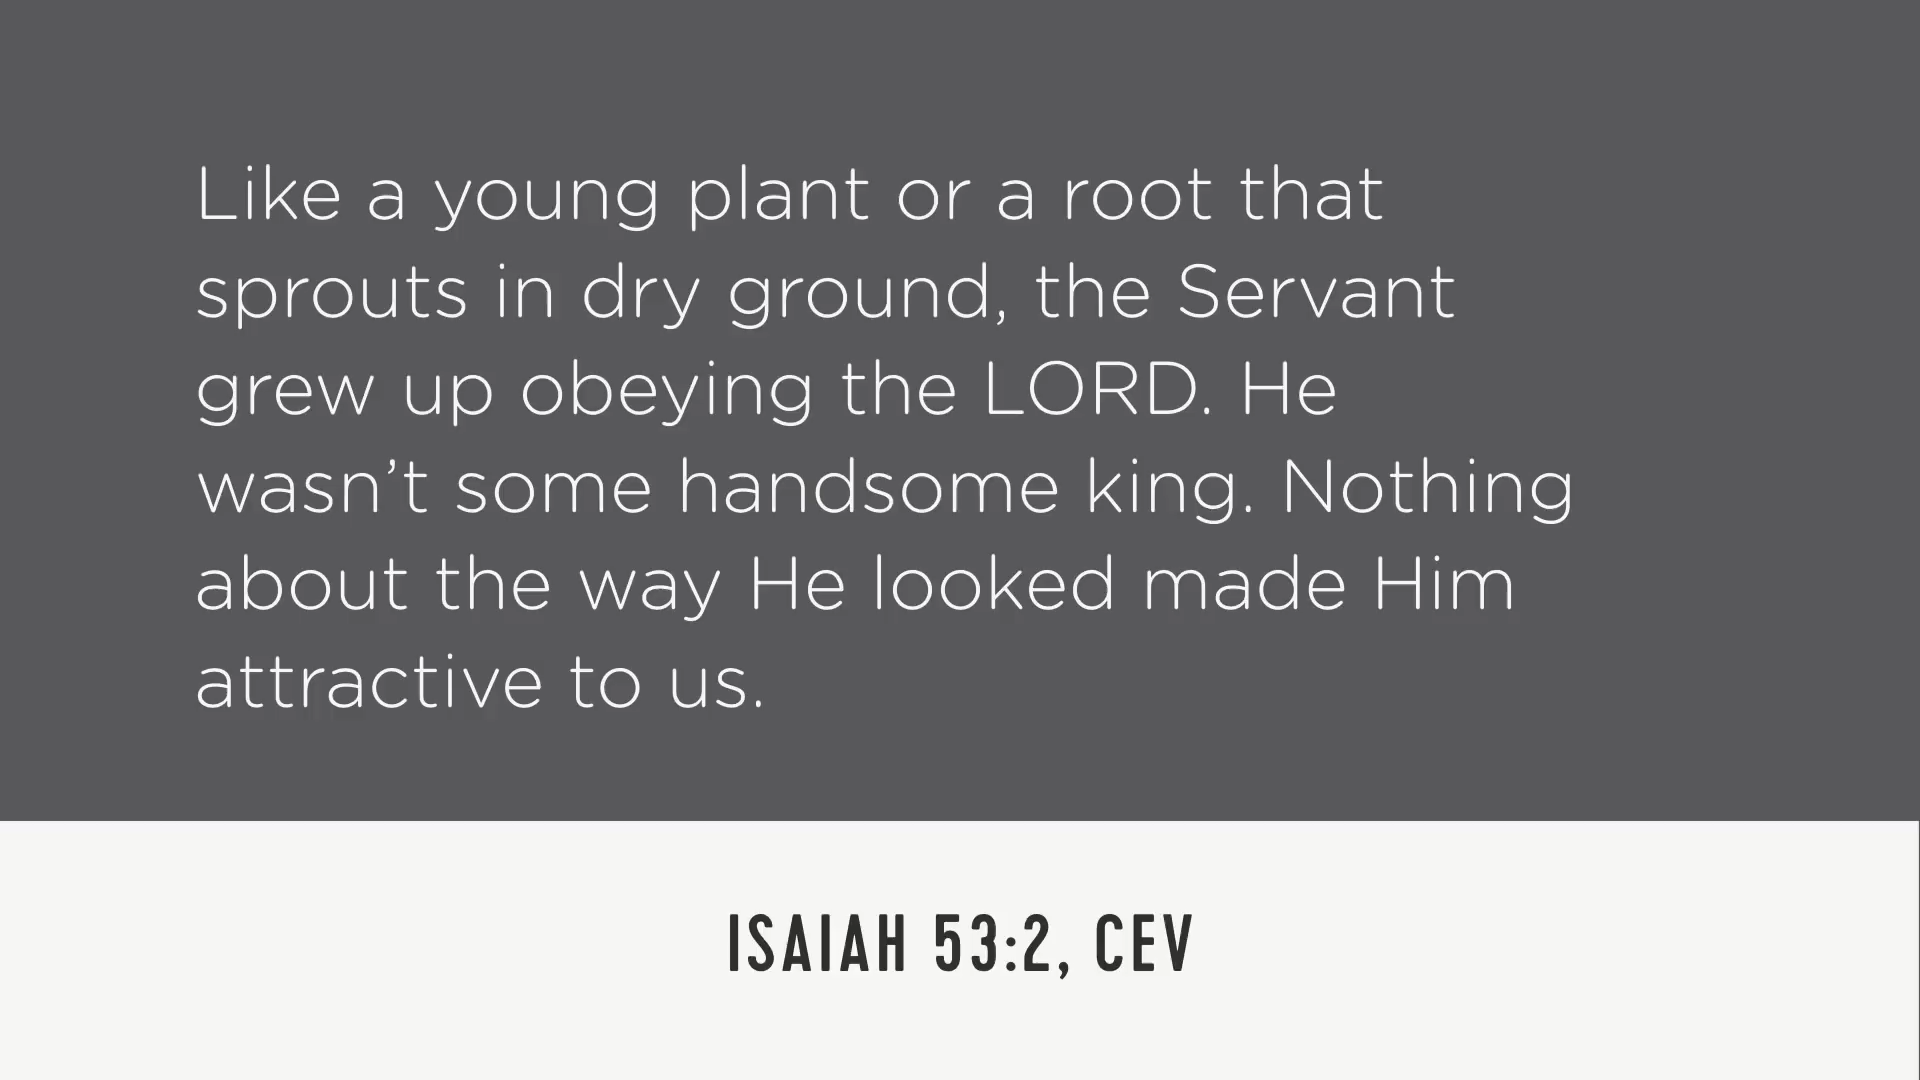 Like a young plant or a root that
sprouts in dry ground, the Servant
grew up obeying the LORD. He
wasn’t some handsome king. Nothing
about the way He looked made Him
attractive to us.
ISAIAH 53:2, CEV